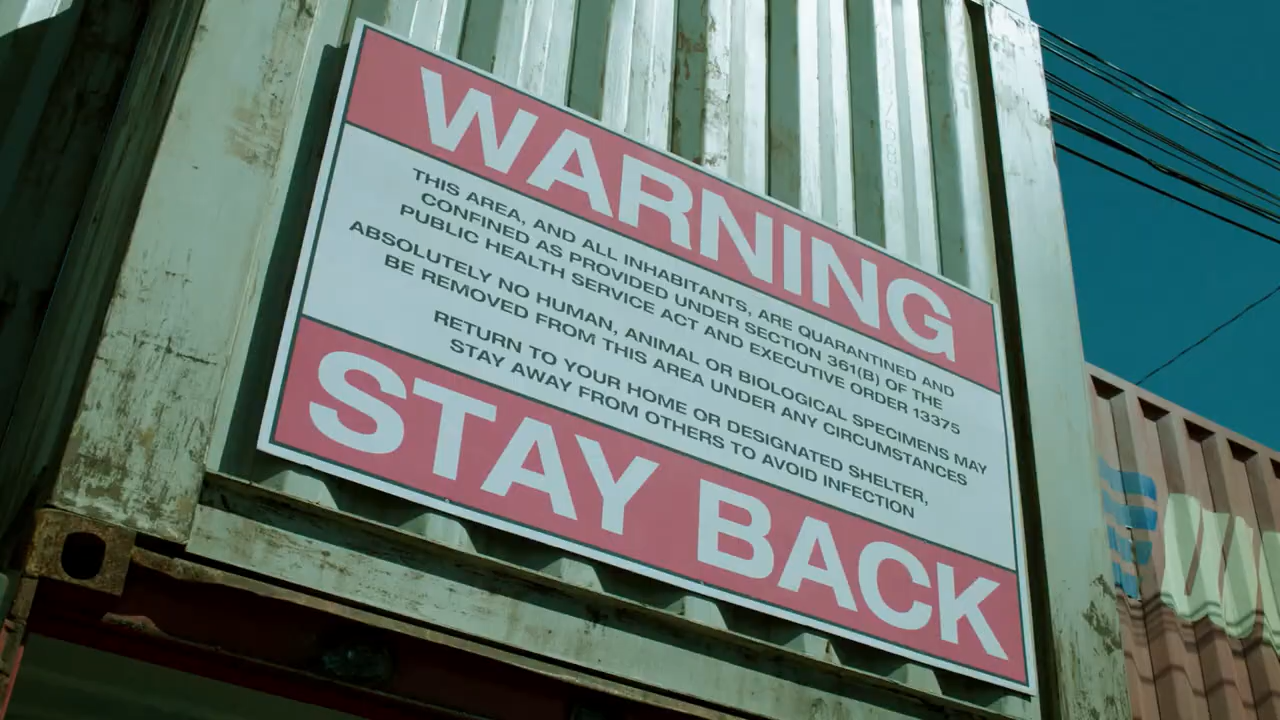 WARNING
THIS AREA, AND ALL INHABITANTS, ARE QUARANTINED AND
CONFINED AS PROVIDED UNDER SECTION 361(B) OF THE
PUBLIC HEALTH SERVICE ACT AND EXECUTIVE ORDER 13375
ABSOLUTELY NO HUMAN, ANIMAL OR BIOLOGICAL SPECIMENS MAY
BE REMOVED FROM THIS AREA UNDER ANY CIRCUMSTANCES
RETURN TO YOUR HOME OR DESIGNATED SHELTER,
STAY AWAY FROM OTHERS TO AVOID INFECTION
STAY BACK